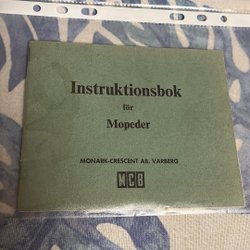 Instruktionsbok
för
Mopeder
MONARK-CRESCENT AB. VARBERG
MCB